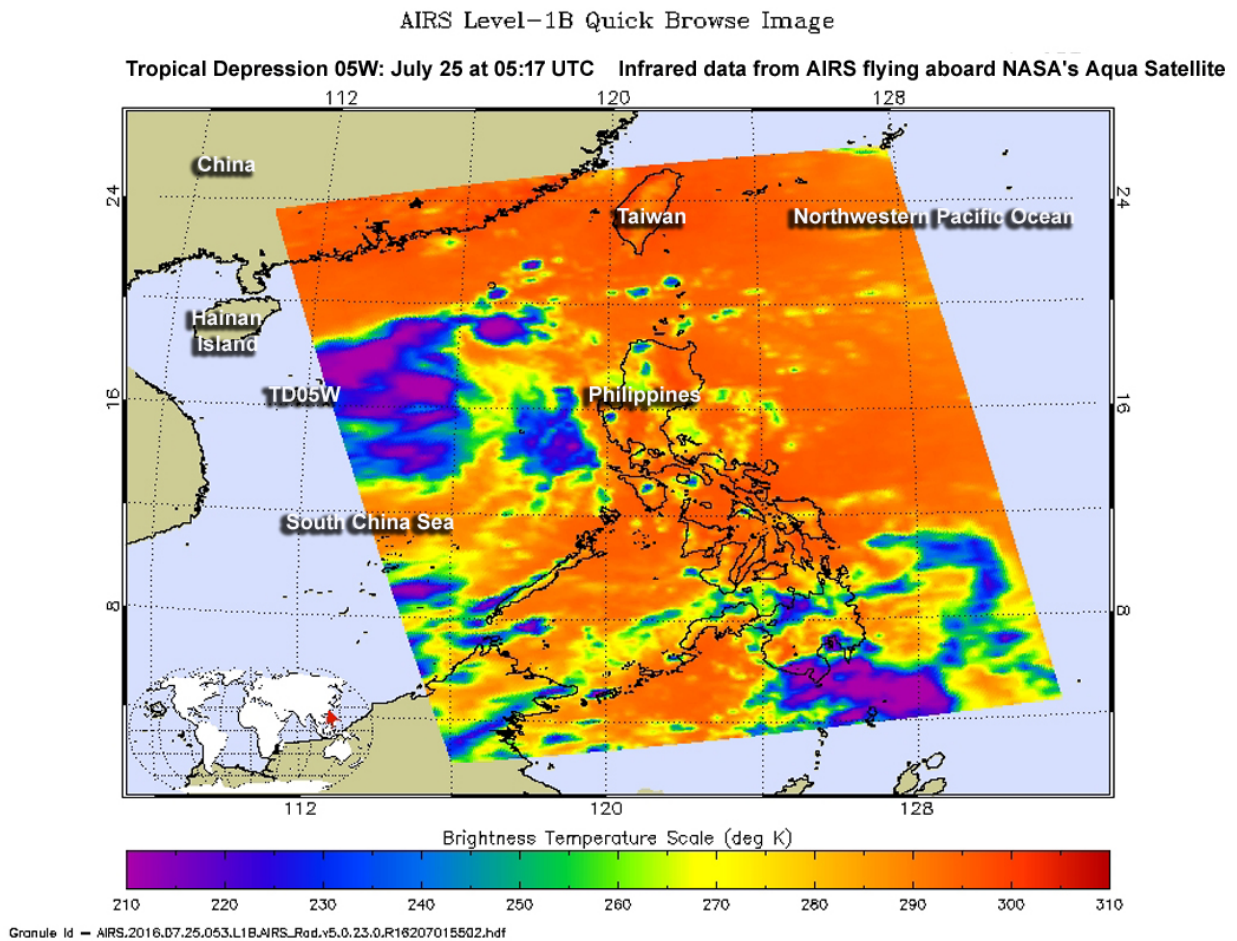 AIRS Level-1B Quick Browse Image
Tropical Depression 05W: July 25 at 05:17 UTC Infrared data from AIRS flying aboard NASA's Aqua Satellite
112 120 128
China
24 24
Taiwan Northwestern Pacific Ocean
Hainan
Island
TD05W Philippines
16 16
South China Sea
8 8
112 120 128
Brightness Temperature Scale (deg K)
210 220 230 240 250 260 270 280 290 300 310
Granule Id - AIRS.2016.07.25.053.L1B.AIRS_Rad.v5.0.23.0.R16207015502.hdf